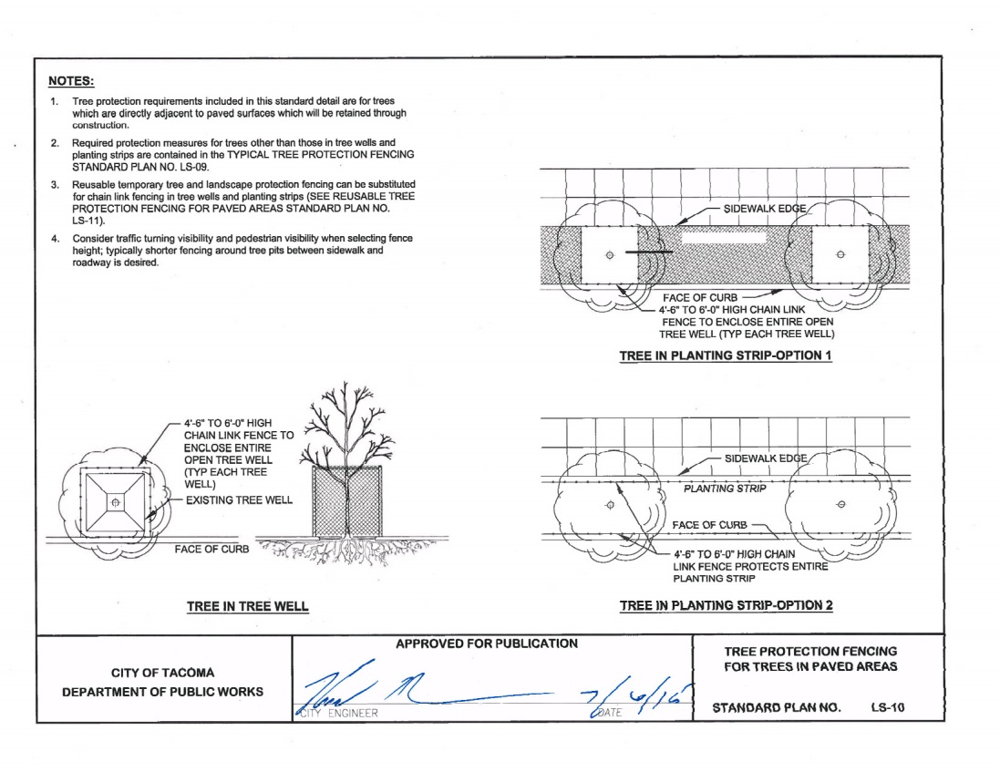 NOTES:
1. Tree protection requirements included in this standard detail are for trees
which are directly adjacent to paved surfaces which will be retained through
construction.
2. Required protection measures for trees other than those in tree wells and
planting strips are contained in the TYPICAL TREE PROTECTION FENCING
STANDARD PLAN NO. LS-09.
3. Reusable temporary tree and landscape protection fencing can be substituted
for chain link fencing in tree wells and planting strips (SEE REUSABLE TREE
PROTECTION FENCING FOR PAVED AREAS STANDARD PLAN NO.
LS-11).
4. Consider traffic turning visibility and pedestrian visibility when selecting fence
height; typically shorter fencing around tree pits between sidewalk and
roadway is desired.
SIDEWALK EDGE
FACE OF CURB
4'-6" TO 6'-0" HIGH CHAIN LINK
FENCE TO ENCLOSE ENTIRE OPEN
TREE WELL (TYP EACH TREE WELL)
TREE IN PLANTING STRIP-OPTION 1
4'-6" TO 6'-0" HIGH
CHAIN LINK FENCE TO
ENCLOSE ENTIRE
OPEN TREE WELL
(TYP EACH TREE
WELL)
EXISTING TREE WELL
FACE OF CURB
TREE IN TREE WELL
SIDEWALK EDGE
PLANTING STRIP
FACE OF CURB
4'-6" TO 6'-0" HIGH CHAIN
LINK FENCE PROTECTS ENTIRE
PLANTING STRIP
TREE IN PLANTING STRIP-OPTION 2
CITY OF TACOMA
DEPARTMENT OF PUBLIC WORKS
APPROVED FOR PUBLICATION
CITY ENGINEER
DATE
TREE PROTECTION FENCING
FOR TREES IN PAVED AREAS
STANDARD PLAN NO. LS-10